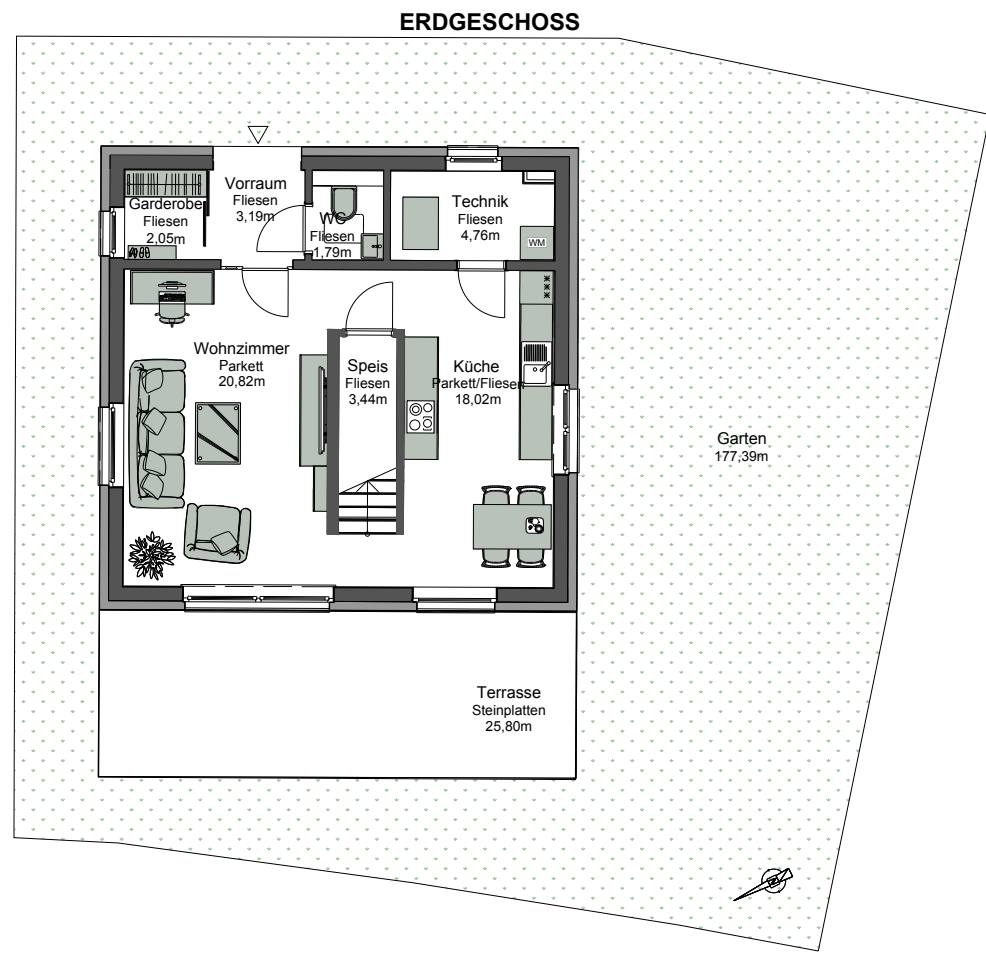 ERDGESCHOSS
Garderobe
Fliesen
2,05m
Vorraum
Fliesen
3,19m
WC
Fliesen
1,79m
Technik
Fliesen
4,76m
WM
Wohnzimmer
Parkett
20,82m
Speis
Fliesen
3,44m
Küche
Parkett/Fliesen
18,02m
Garten
177,39m
Terrasse
Steinplatten
25,80m
N